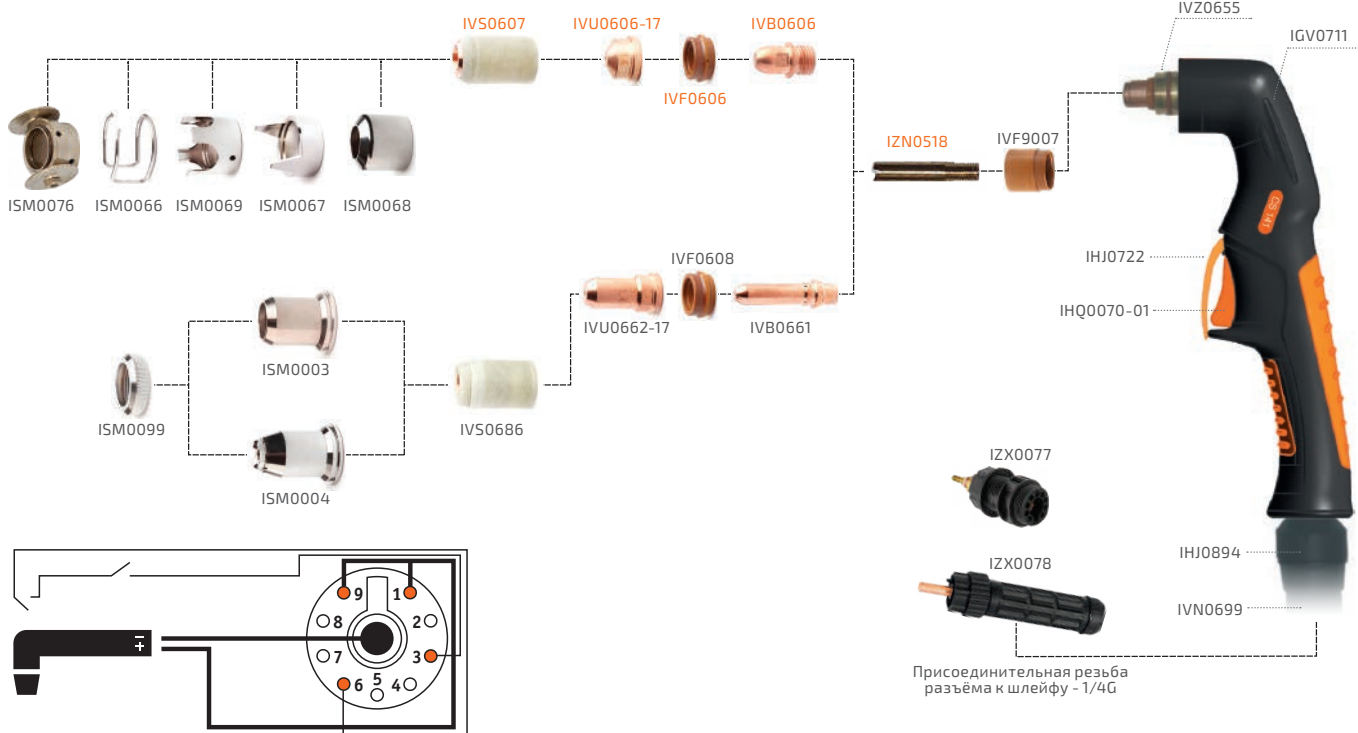 IVZ0655
IGV0711
IVS0607
IVU0606-17
IVB0606
IVF0606
IZN0518
IVF9007
ISM0076
ISM0066
ISM0069
ISM0067
ISM0068
CS 141
IVF0608
IHJ0722
IHQ0070-01
IVU0662-17
IVB0661
ISM0003
ISM0099
IVS0686
ISM0004
IZX0077
IHJ0894
IZX0078
IVN0699
Присоединительная резьба
разъёма к шлейфу - 1/4G
9 1
8 2
7 3
6 5 4
- 
+